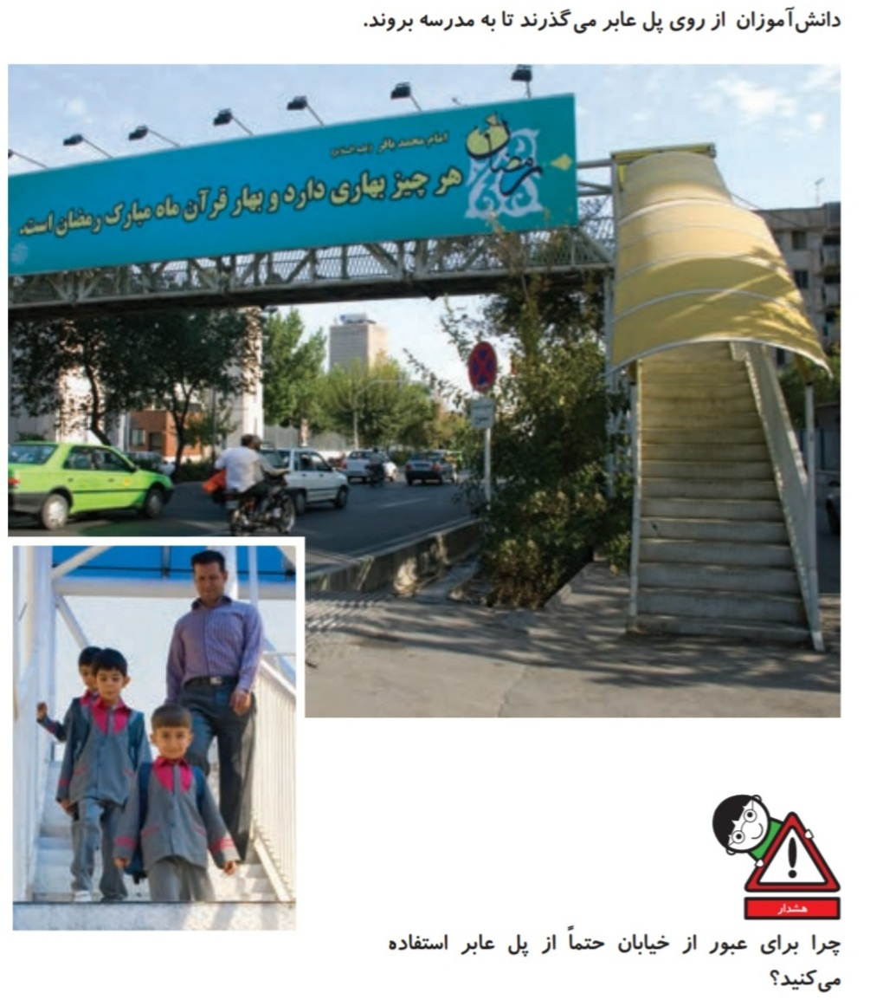 دانش‌آموزان از روی پل عابر می‌گذرند تا به مدرسه بروند.
امام محمد باقر
رمضان
هر چیز بهاری دارد و بهار قرآن ماه مبارک رمضان است.
هشدار
چرا برای عبور از خیابان حتماً از پل عابر استفاده
می‌کنید؟